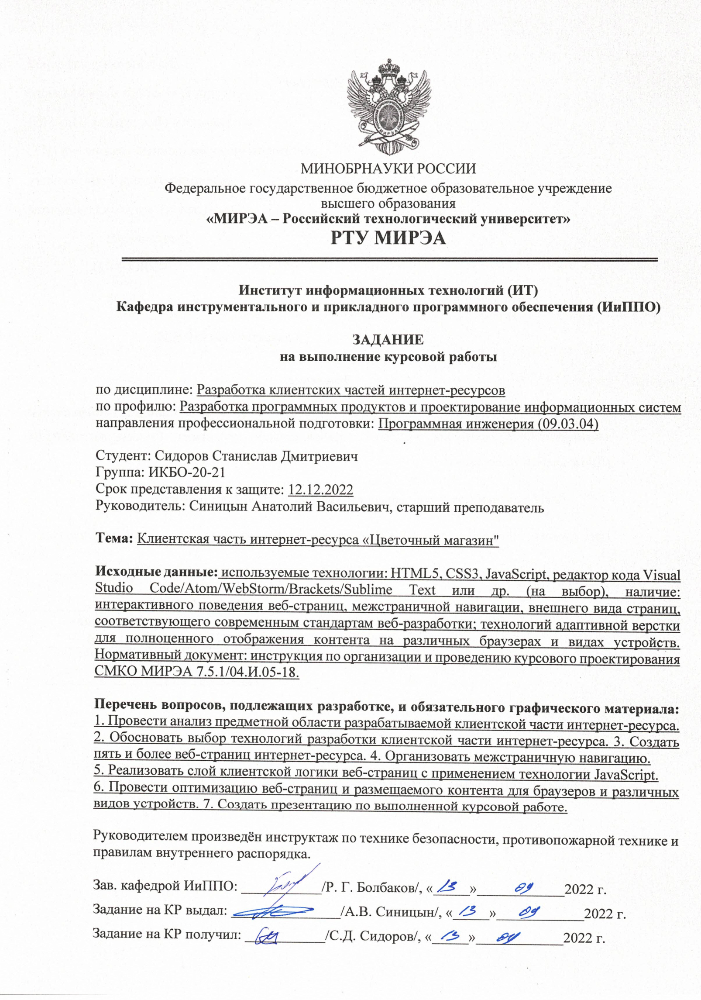 МИРЭА
МИНОБРНАУКИ РОССИИ
Федеральное государственное бюджетное образовательное учреждение
высшего образования
«МИРЭА – Российский технологический университет»
РТУ МИРЭА
Институт информационных технологий (ИТ)
Кафедра инструментального и прикладного программного обеспечения (ИиППО)
ЗАДАНИЕ
на выполнение курсовой работы
по дисциплине: Разработка клиентских частей интернет-ресурсов
по профилю: Разработка программных продуктов и проектирование информационных систем
направления профессиональной подготовки: Программная инженерия (09.03.04)
Студент: Сидоров Станислав Дмитриевич
Группа: ИКБО-20-21
Срок представления к защите: 12.12.2022
Руководитель: Синицын Анатолий Васильевич, старший преподаватель
Тема: Клиентская часть интернет-ресурса «Цветочный магазин"
Исходные данные: используемые технологии: HTML5, CSS3, JavaScript, редактор кода Visual
Studio Code/Atom/WebStorm/Brackets/Sublime Text или др. (на выбор), наличие:
интерактивного поведения веб-страниц, межстраничной навигации, внешнего вида страниц,
соответствующего современным стандартам веб-разработки; технологий адаптивной верстки
для полноценного отображения контента на различных браузерах и видах устройств.
Нормативный документ: инструкция по организации и проведению курсового проектирования
СМКО МИРЭА 7.5.1/04.И.05-18.
Перечень вопросов, подлежащих разработке, и обязательного графического материала:
1. Провести анализ предметной области разрабатываемой клиентской части интернет-ресурса.
2. Обосновать выбор технологий разработки клиентской части интернет-ресурса. 3. Создать
пять и более веб-страниц интернет-ресурса. 4. Организовать межстраничную навигацию.
5. Реализовать слой клиентской логики веб-страниц с применением технологии JavaScript.
6. Провести оптимизацию веб-страниц и размещаемого контента для браузеров и различных
видов устройств. 7. Создать презентацию по выполненной курсовой работе.
Руководителем произведён инструктаж по технике безопасности, противопожарной технике и
правилам внутреннего распорядка.
Зав. кафедрой ИиППО: ___________/Р. Г. Болбаков/, «13» 09 2022 г.
Задание на КР выдал: ___________/А.В. Синицын/, «13» 09 2022 г.
Задание на КР получил: ___________/С.Д. Сидоров/, «13» 09 2022 г.